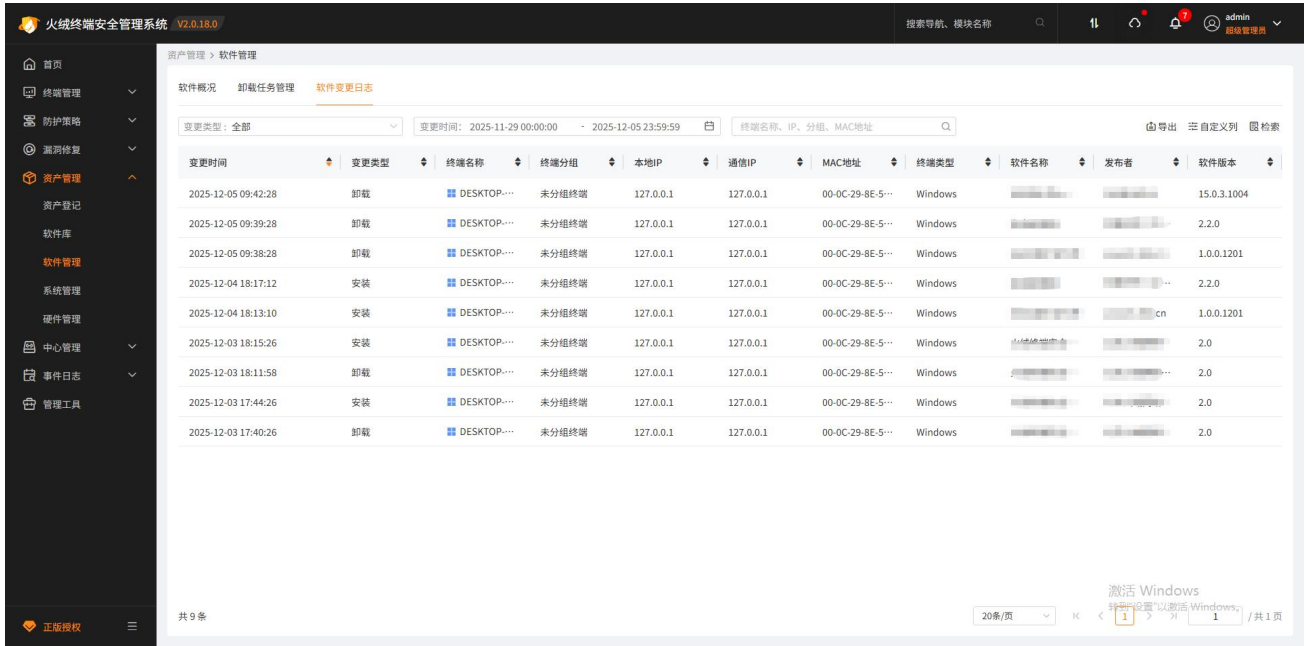 火绒终端安全管理系统 V2.0.18.0
搜索导航、模块名称
7
admin
超级管理员
首页
终端管理
防护策略
漏洞修复
资产管理
资产登记
软件库
软件管理
系统管理
硬件管理
中心管理
事件日志
管理工具
正版授权
资产管理 > 软件管理
软件概况 卸载任务管理 软件变更日志
变更类型 : 全部 变更时间: 2025-11-29 00:00:00 - 2025-12-05 23:59:59 终端名称、IP、分组、MAC地址 导出 自定义列 检索
变更时间 变更类型 终端名称 终端分组 本地IP 通信IP MAC地址 终端类型 软件名称 发布者 软件版本
2025-12-05 09:42:28 卸载 DESKTOP-··· 未分组终端 127.0.0.1 127.0.0.1 00-0C-29-8E-5··· Windows 15.0.3.1004
2025-12-05 09:39:28 卸载 DESKTOP-··· 未分组终端 127.0.0.1 127.0.0.1 00-0C-29-8E-5··· Windows 2.2.0
2025-12-05 09:38:28 卸载 DESKTOP-··· 未分组终端 127.0.0.1 127.0.0.1 00-0C-29-8E-5··· Windows 1.0.0.1201
2025-12-04 18:17:12 安装 DESKTOP-··· 未分组终端 127.0.0.1 127.0.0.1 00-0C-29-8E-5··· Windows ··· 2.2.0
2025-12-04 18:13:10 安装 DESKTOP-··· 未分组终端 127.0.0.1 127.0.0.1 00-0C-29-8E-5··· Windows cn 1.0.0.1201
2025-12-03 18:15:26 安装 DESKTOP-··· 未分组终端 127.0.0.1 127.0.0.1 00-0C-29-8E-5··· Windows 2.0
2025-12-03 18:11:58 卸载 DESKTOP-··· 未分组终端 127.0.0.1 127.0.0.1 00-0C-29-8E-5··· Windows ··· 2.0
2025-12-03 17:44:26 安装 DESKTOP-··· 未分组终端 127.0.0.1 127.0.0.1 00-0C-29-8E-5··· Windows 2.0
2025-12-03 17:40:26 卸载 DESKTOP-··· 未分组终端 127.0.0.1 127.0.0.1 00-0C-29-8E-5··· Windows 2.0
激活 Windows
转到"设置"以激活 Windows。
共 9 条 20条/页 1 1 / 共 1 页